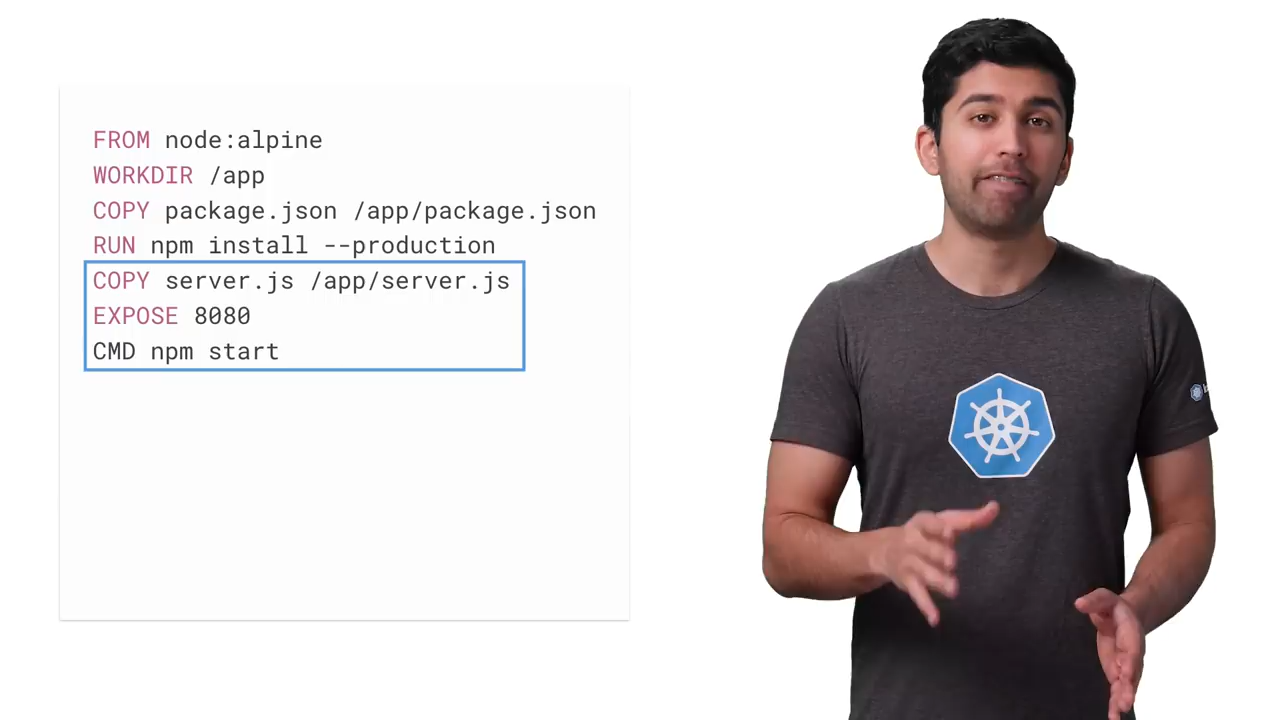 FROM node:alpine
WORKDIR /app
COPY package.json /app/package.json
RUN npm install --production
COPY server.js /app/server.js
EXPOSE 8080
CMD npm start